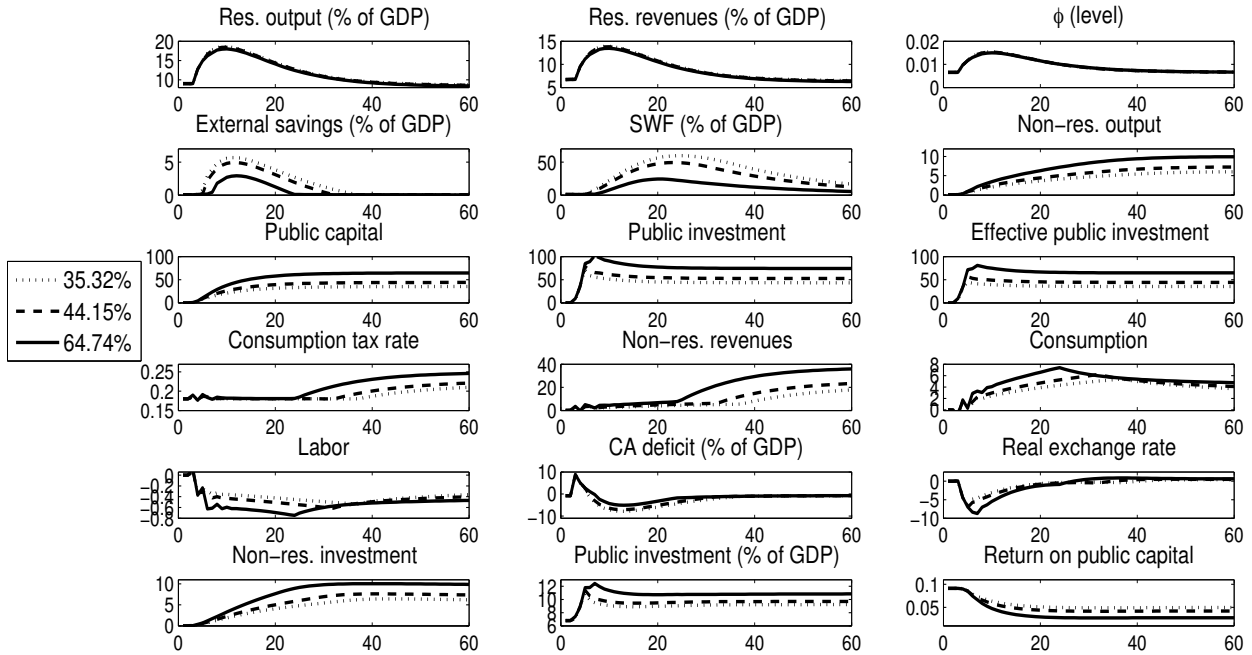 Res. output (% of GDP)
20
15
10
0 20 40 60
Res. revenues (% of GDP)
15
10
5
0
0 20 40 60
ϕ (level)
0.02
0.01
0
0 20 40 60
External savings (% of GDP)
5
0
0 20 40 60
SWF (% of GDP)
50
0
0 20 40 60
Non−res. output
10
5
0
0 20 40 60
Public capital
100
50
0
0 20 40 60
Public investment
100
50
0
0 20 40 60
Effective public investment
100
50
0
0 20 40 60
35.32%
44.15%
64.74%
Consumption tax rate
0.25
0.2
0.15
0 20 40 60
Non−res. revenues
40
20
0
0 20 40 60
Consumption
8
6
4
2
0
0 20 40 60
Labor
0
−0.2
−0.4
−0.6
−0.8
0 20 40 60
CA deficit (% of GDP)
10
0
−10
0 20 40 60
Real exchange rate
0
−5
−10
0 20 40 60
Non−res. investment
10
5
0
0 20 40 60
Public investment (% of GDP)
12
10
8
6
0 20 40 60
Return on public capital
0.1
0.05
0 20 40 60